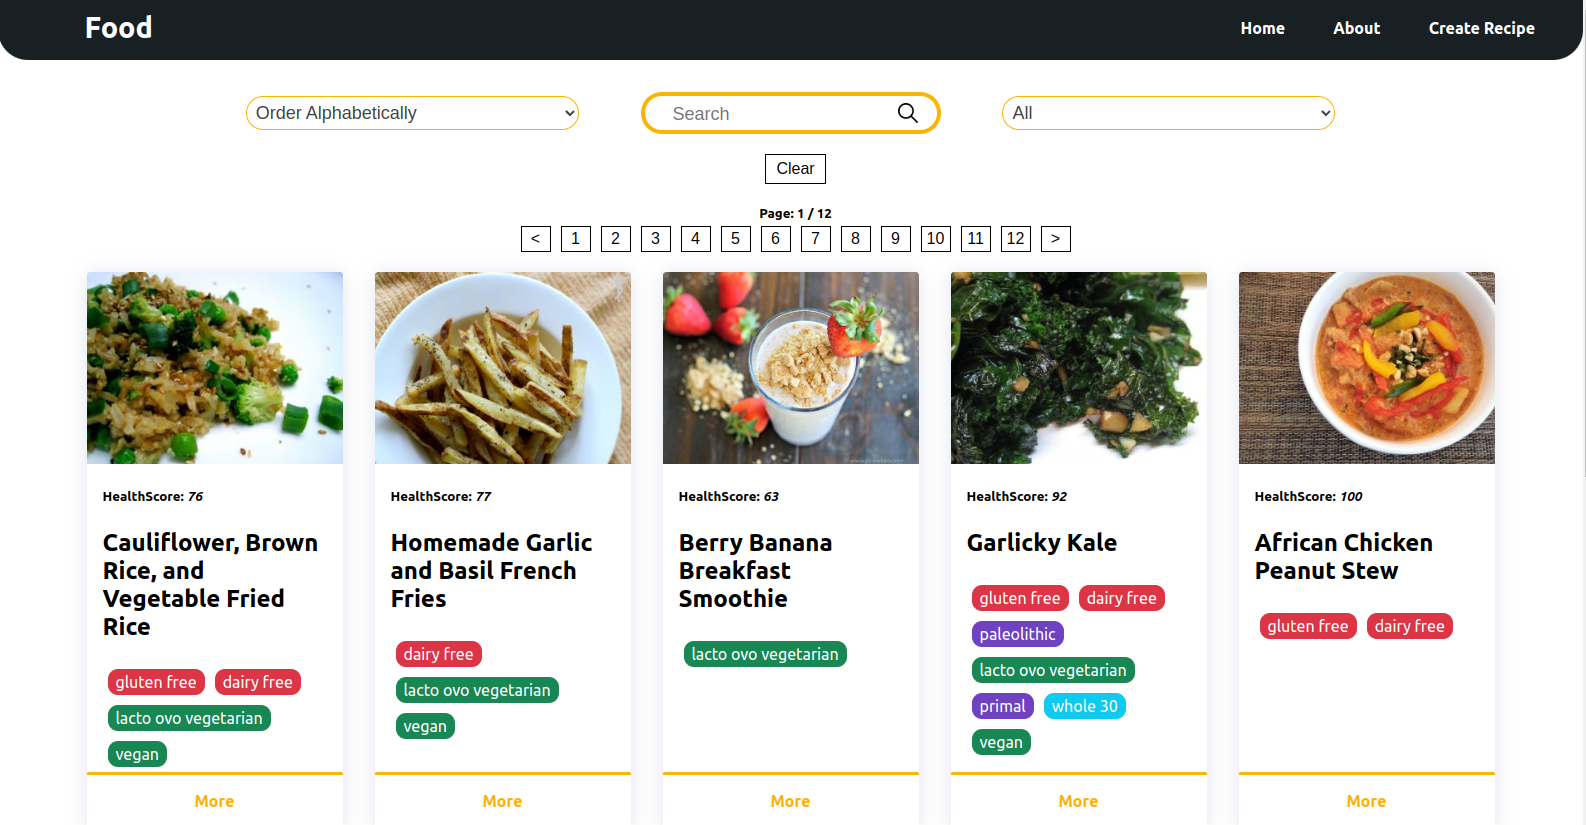 Food
Home About Create Recipe
Order Alphabetically
Search
All
Clear
Page: 1 / 12
< 1 2 3 4 5 6 7 8 9 10 11 12 >
HealthScore: 76
Cauliflower, Brown
Rice, and
Vegetable Fried
Rice
gluten free dairy free
lacto ovo vegetarian
vegan
More
HealthScore: 77
Homemade Garlic
and Basil French
Fries
dairy free
lacto ovo vegetarian
vegan
More
HealthScore: 63
Berry Banana
Breakfast
Smoothie
lacto ovo vegetarian
More
HealthScore: 92
Garlicky Kale
gluten free dairy free
paleolithic
lacto ovo vegetarian
primal whole 30
vegan
More
HealthScore: 100
African Chicken
Peanut Stew
gluten free dairy free
More